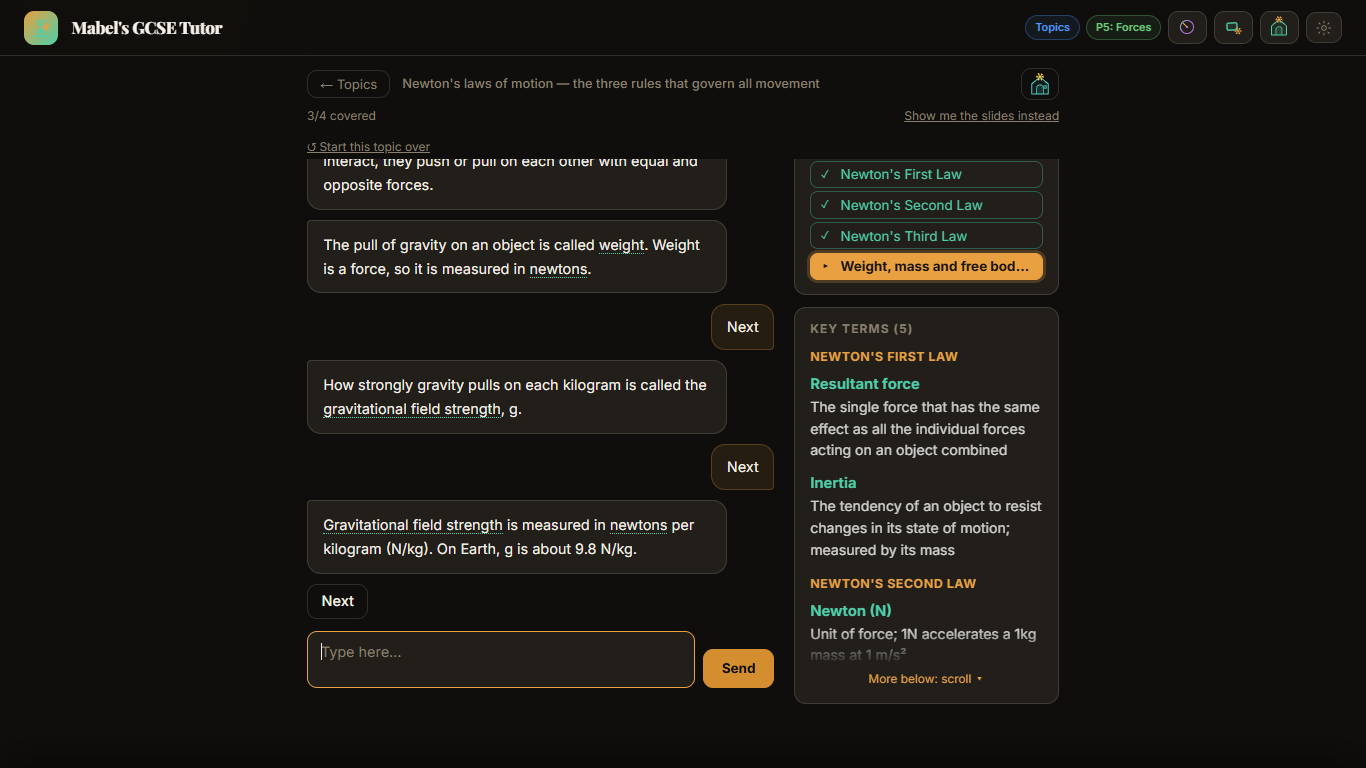 Mabel's GCSE Tutor
Topics
P5: Forces
← Topics
Newton's laws of motion — the three rules that govern all movement
3/4 covered
Show me the slides instead
↺ Start this topic over
interact, they push or pull on each other with equal and
opposite forces.
The pull of gravity on an object is called weight. Weight
is a force, so it is measured in newtons.
Next
How strongly gravity pulls on each kilogram is called the
gravitational field strength, g.
Next
Gravitational field strength is measured in newtons per
kilogram (N/kg). On Earth, g is about 9.8 N/kg.
Next
Type here...
Send
✓ Newton's First Law
✓ Newton's Second Law
✓ Newton's Third Law
▸ Weight, mass and free bod...
KEY TERMS (5)
NEWTON'S FIRST LAW
Resultant force
The single force that has the same
effect as all the individual forces
acting on an object combined
Inertia
The tendency of an object to resist
changes in its state of motion;
measured by its mass
NEWTON'S SECOND LAW
Newton (N)
Unit of force; 1N accelerates a 1kg
mass at 1 m/s²
More below: scroll ▾